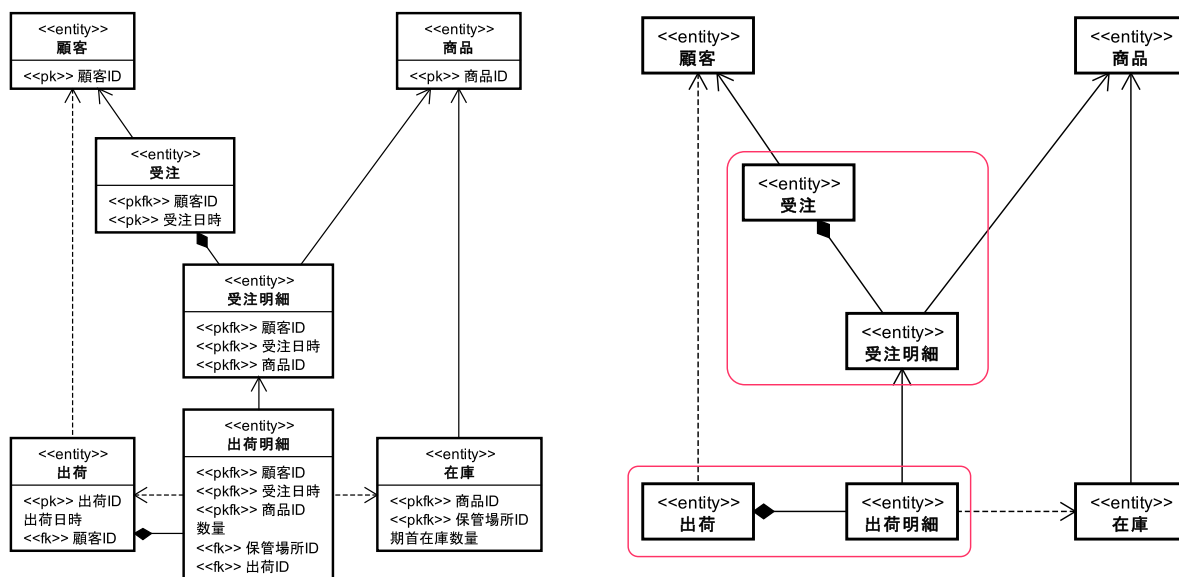 <<entity>>
顧客
<<pk>> 顧客ID
<<entity>>
商品
<<pk>> 商品ID
<<entity>>
受注
<<pkfk>> 顧客ID
<<pk>> 受注日時
<<entity>>
受注明細
<<pkfk>> 顧客ID
<<pkfk>> 受注日時
<<pkfk>> 商品ID
<<entity>>
出荷
<<pk>> 出荷ID
出荷日時
<<fk>> 顧客ID
<<entity>>
出荷明細
<<pkfk>> 顧客ID
<<pkfk>> 受注日時
<<pkfk>> 商品ID
数量
<<fk>> 保管場所ID
<<fk>> 出荷ID
<<entity>>
在庫
<<pkfk>> 商品ID
<<pkfk>> 保管場所ID
期首在庫数量
<<entity>>
顧客
<<entity>>
商品
<<entity>>
受注
<<entity>>
受注明細
<<entity>>
出荷
<<entity>>
出荷明細
<<entity>>
在庫